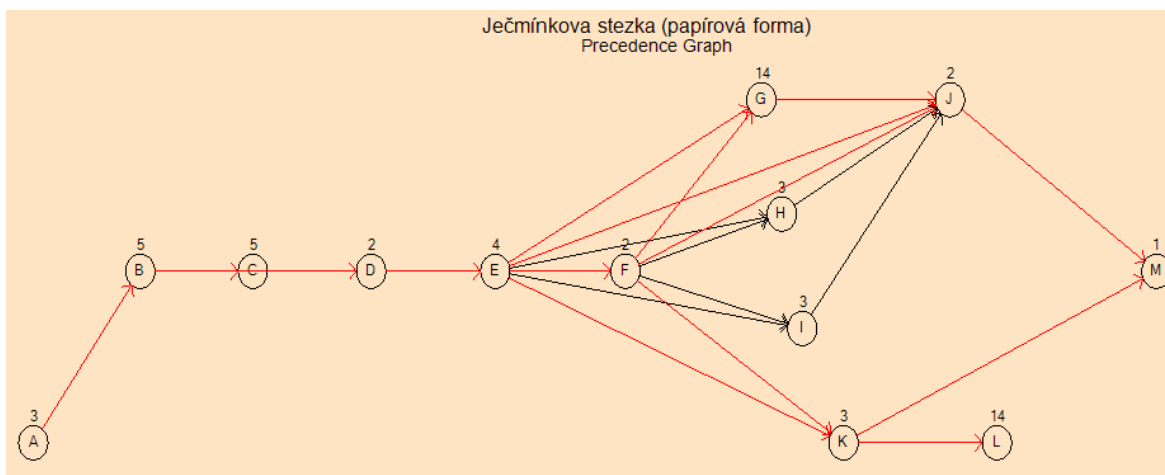 Ječmínkova stezka (papírová forma)
Precedence Graph
14
G
2
J
3
H
5
B
5
C
2
D
4
E
2
F
1
M
3
I
3
A
3
K
14
L